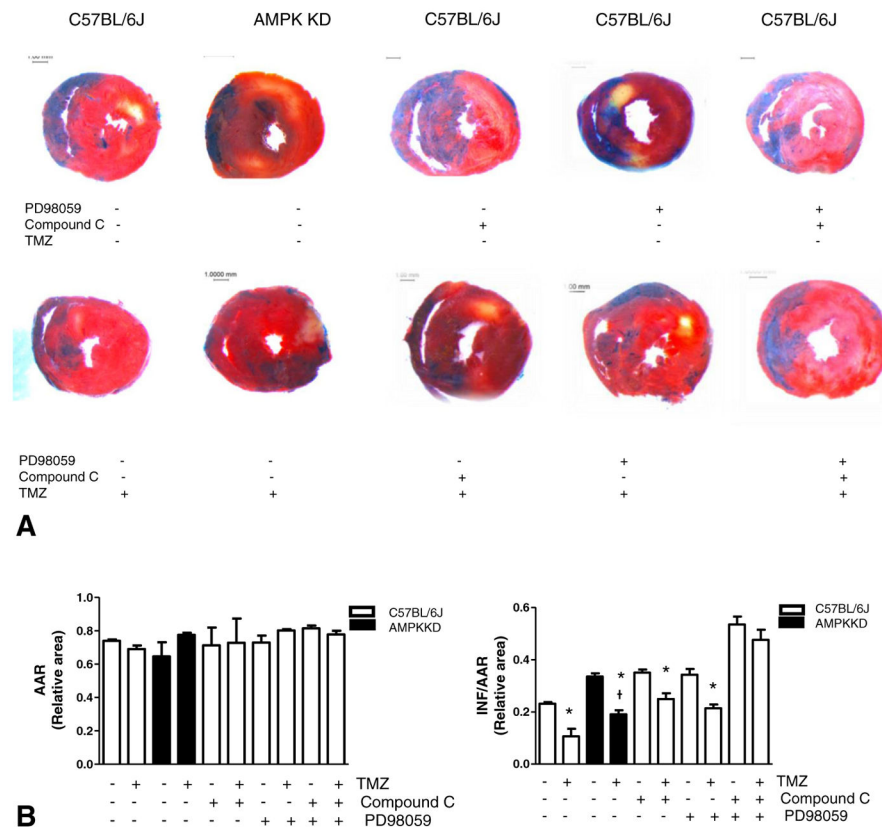 C57BL/6J AMPK KD C57BL/6J C57BL/6J C57BL/6J
PD98059 - - - + +
Compound C - - + - +
TMZ - - - - -
1.0000 mm
PD98059 - - - + +
Compound C - - + - +
TMZ + + + + +
A
AAR
(Relative area)
1.0
0.8
0.6
0.4
0.2
0.0
C57BL/6J
AMPKKD
- + - + - + - + - + TMZ
- - - - + + - - + + Compound C
- - - - - - + + + + PD98059
B
INF/AAR
(Relative area)
0.6
0.4
0.2
0.0
* * † * *
C57BL/6J
AMPKKD
- + - + - + - + - + TMZ
- - - - + + - - + + Compound C
- - - - - - + + + + PD98059